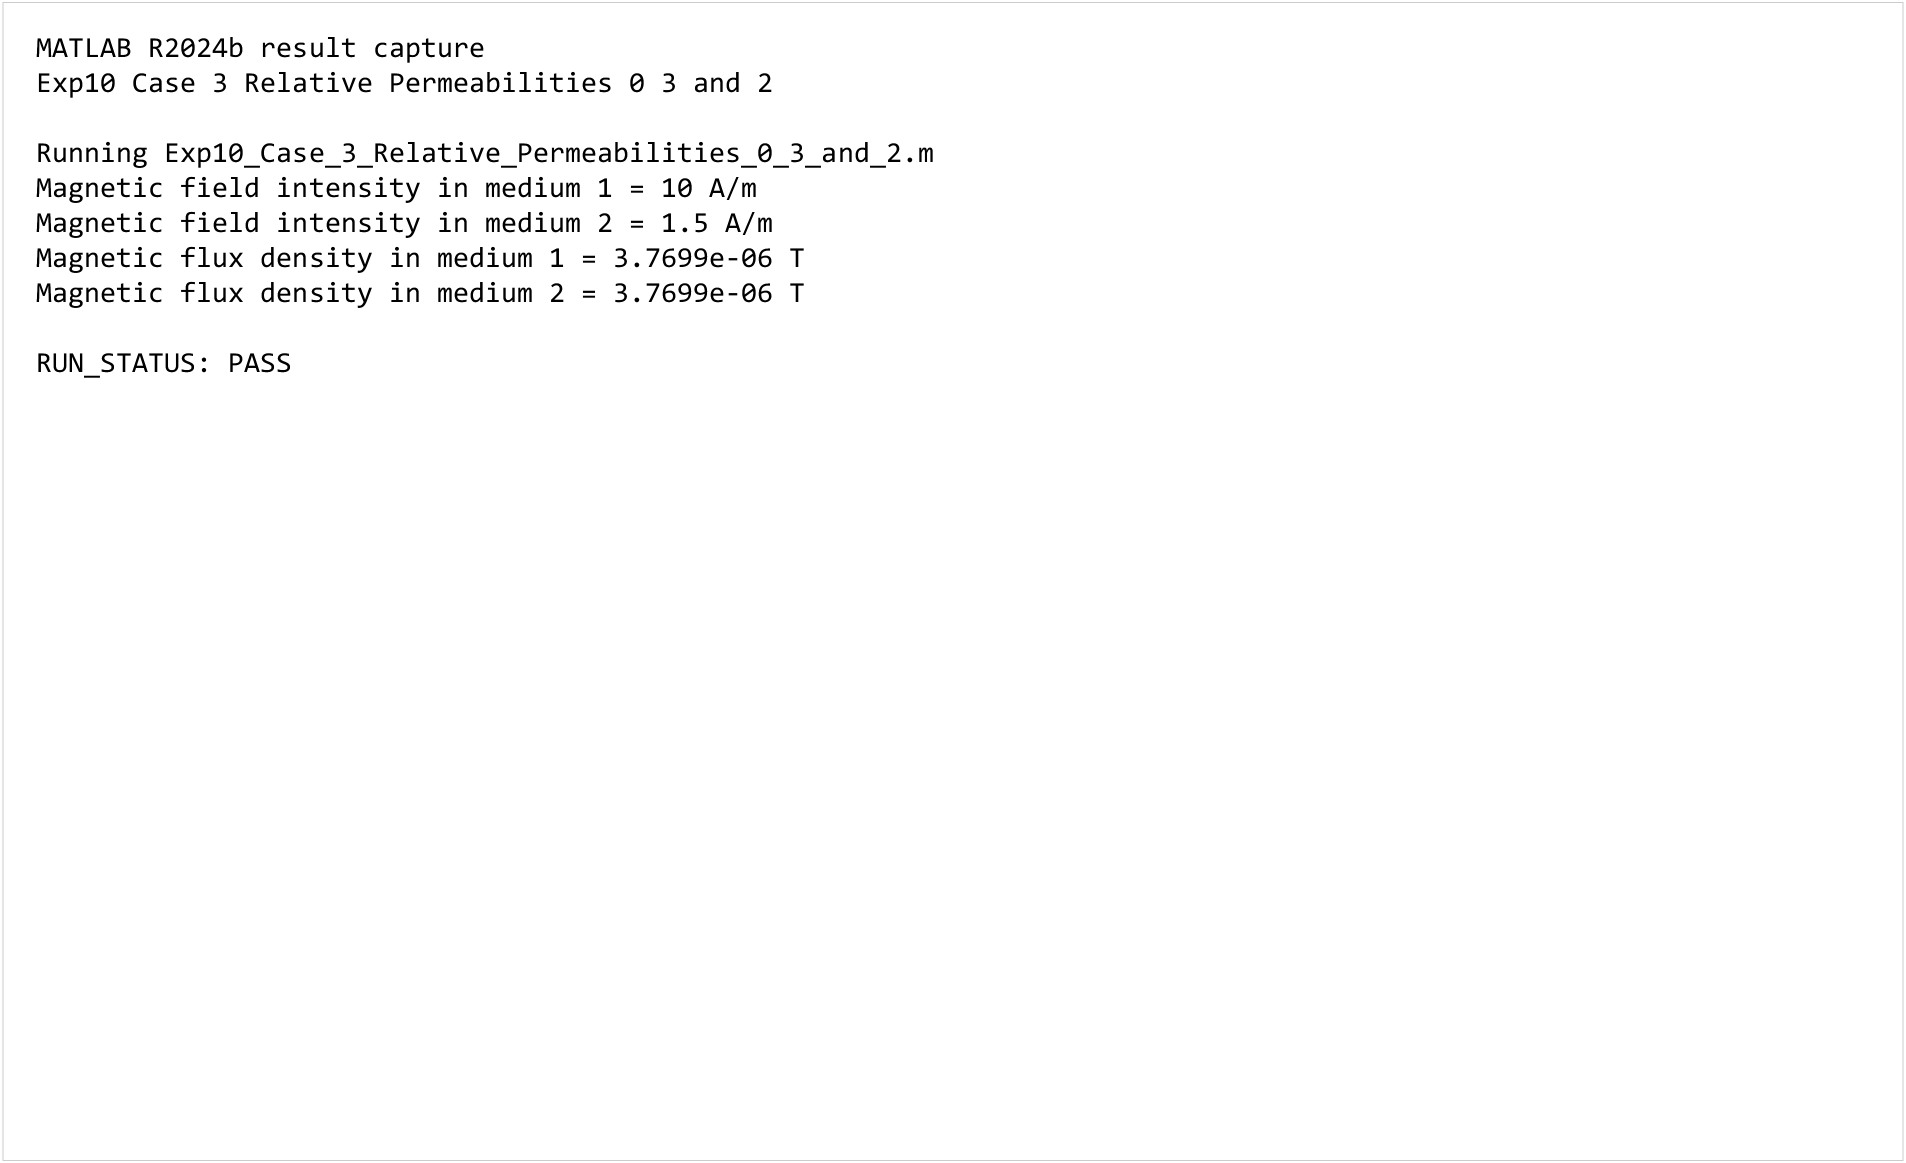 MATLAB R2024b result capture
Exp10 Case 3 Relative Permeabilities 0 3 and 2
Running Exp10_Case_3_Relative_Permeabilities_0_3_and_2.m
Magnetic field intensity in medium 1 = 10 A/m
Magnetic field intensity in medium 2 = 1.5 A/m
Magnetic flux density in medium 1 = 3.7699e-06 T
Magnetic flux density in medium 2 = 3.7699e-06 T
RUN_STATUS: PASS